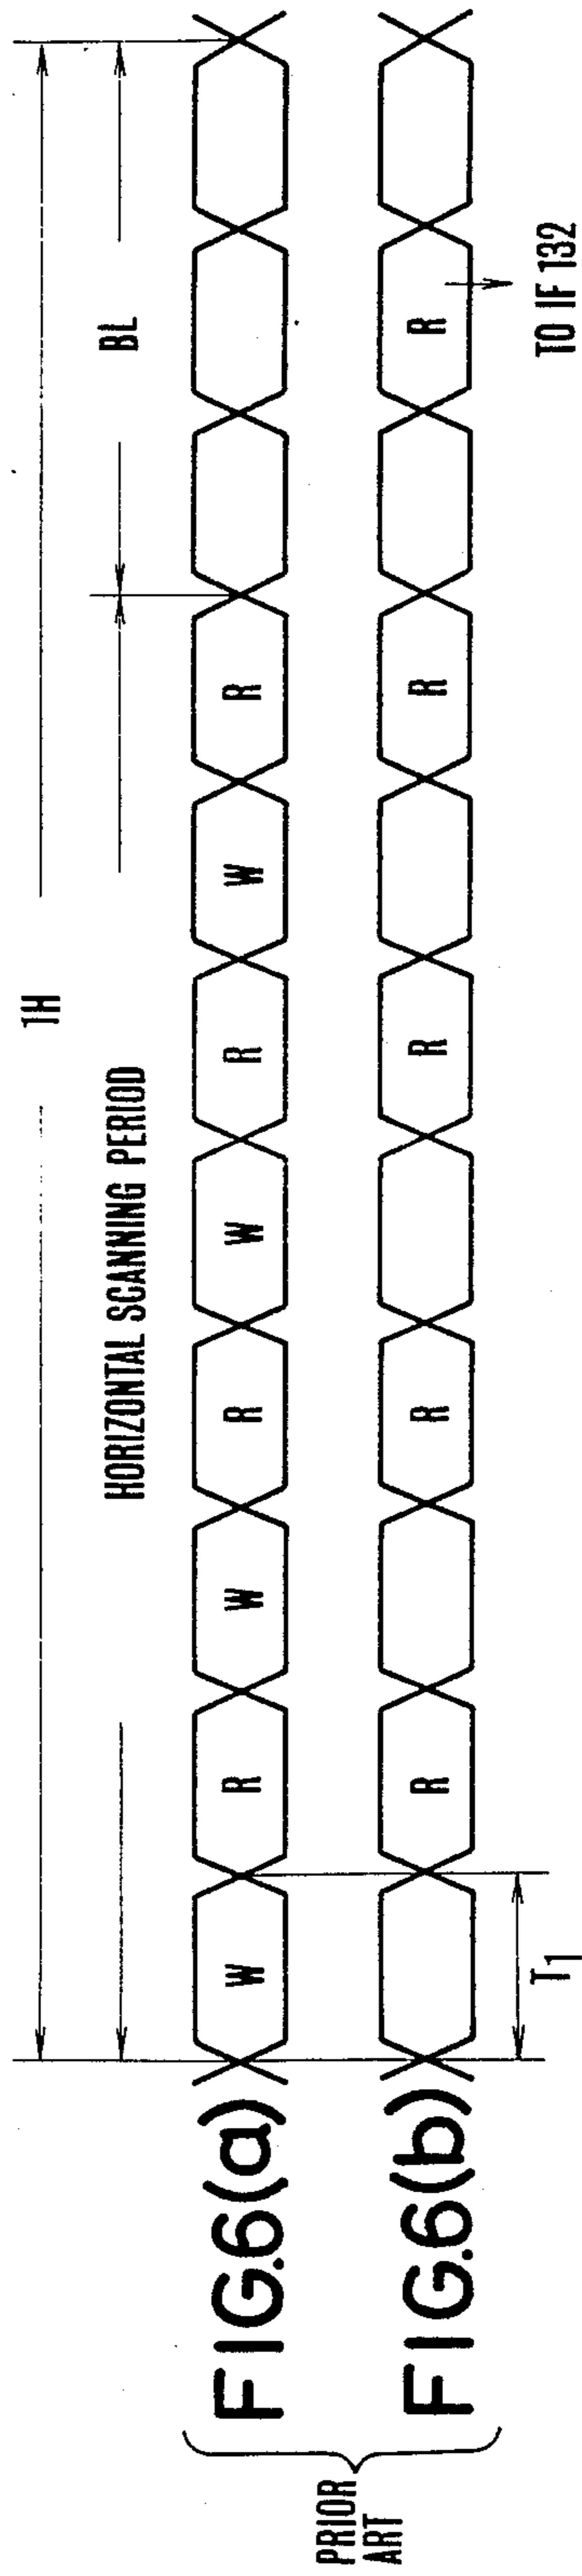 1H
HORIZONTAL SCANNING PERIOD
BL
FIG.6(a)
W R W R W R W R
PRIOR
ART
FIG.6(b)
R R R R R
T1
TO IF 132